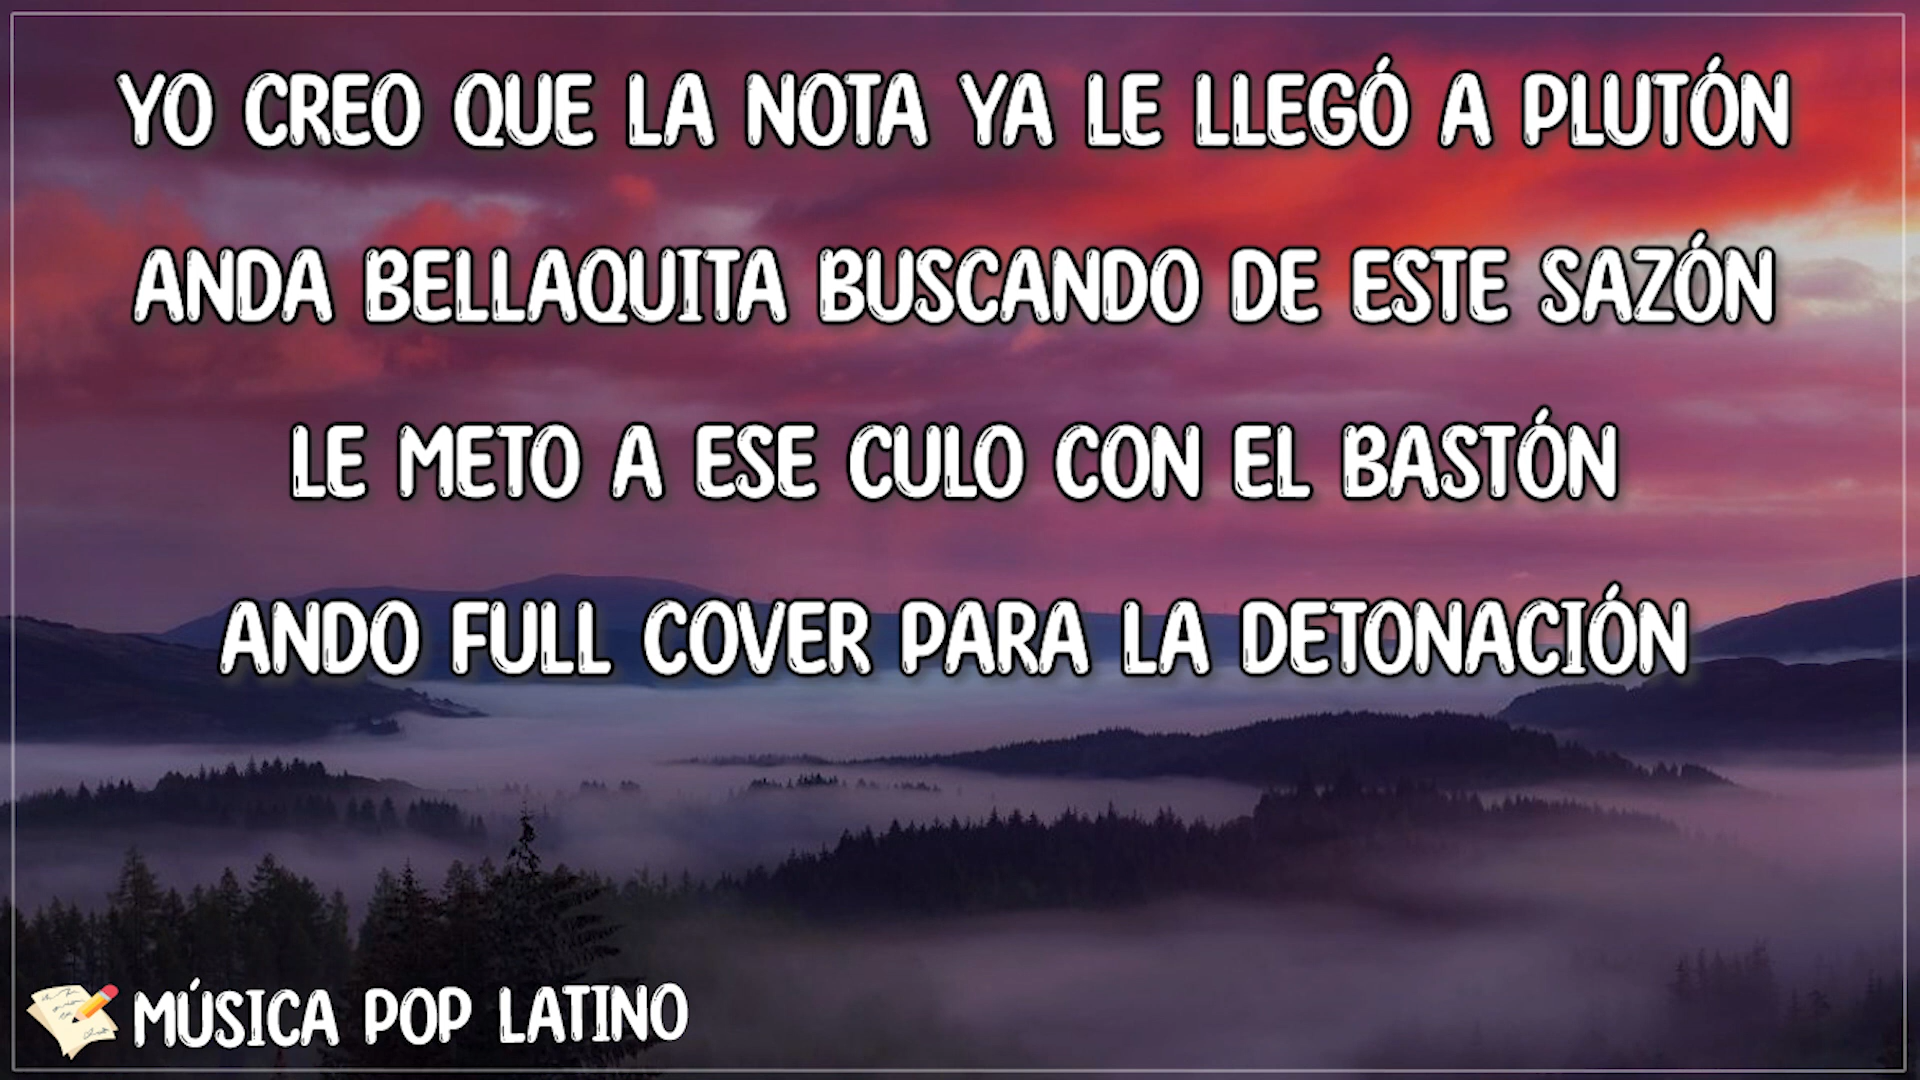 YO CREO QUE LA NOTA YA LE LLEGÓ A PLUTÓN
ANDA BELLAQUITA BUSCANDO DE ESTE SAZÓN
LE METO A ESE CULO CON EL BASTÓN
ANDO FULL COVER PARA LA DETONACIÓN
MÚSICA POP LATINO